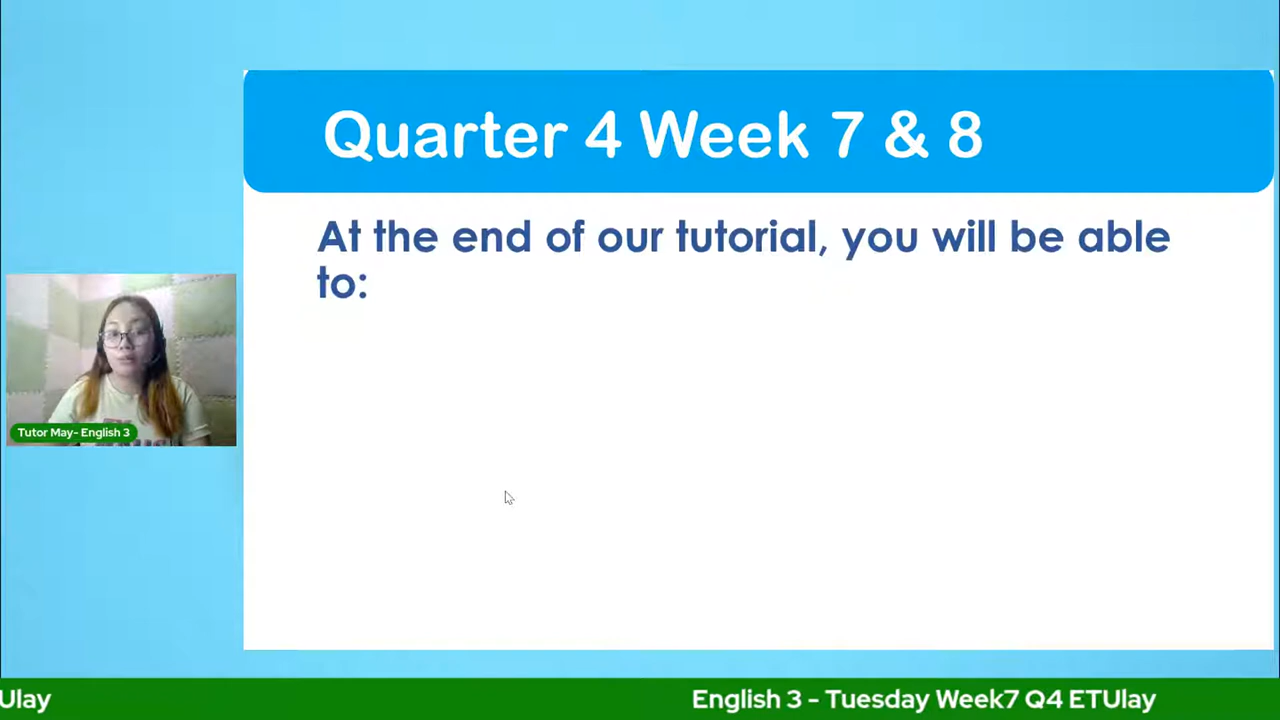 Quarter 4 Week 7 & 8
At the end of our tutorial, you will be able
to:
Tutor May- English 3
Ulay
English 3 - Tuesday Week7 Q4 ETUlay